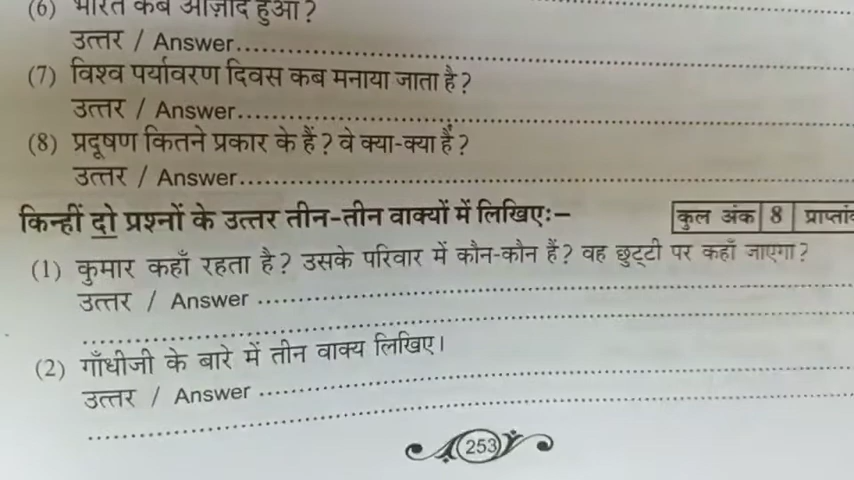 (6) भारत कब आज़ाद हुआ ?
उत्तर / Answer
(7) विश्व पर्यावरण दिवस कब मनाया जाता है ?
उत्तर / Answer
(8) प्रदूषण कितने प्रकार के हैं ? वे क्या-क्या हैं ?
उत्तर / Answer
किन्हीं दो प्रश्नों के उत्तर तीन-तीन वाक्यों में लिखिए:- कुल अंक 8
(1) कुमार कहाँ रहता है ? उसके परिवार में कौन-कौन हैं ? वह छुट्टी पर कहाँ जाएगा ?
उत्तर / Answer
(2) गाँधीजी के बारे में तीन वाक्य लिखिए।
उत्तर / Answer
253